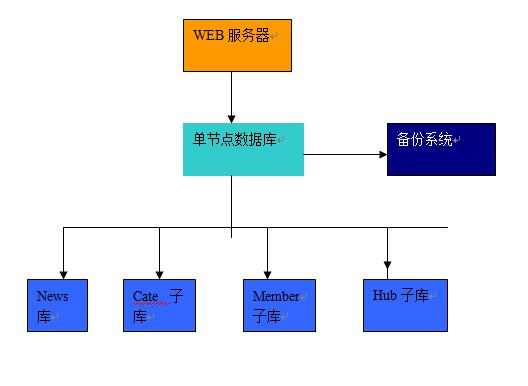 WEB 服务器
单节点数据库
备份系统
News
库
Cate 子
库
Member
子库
Hub 子库